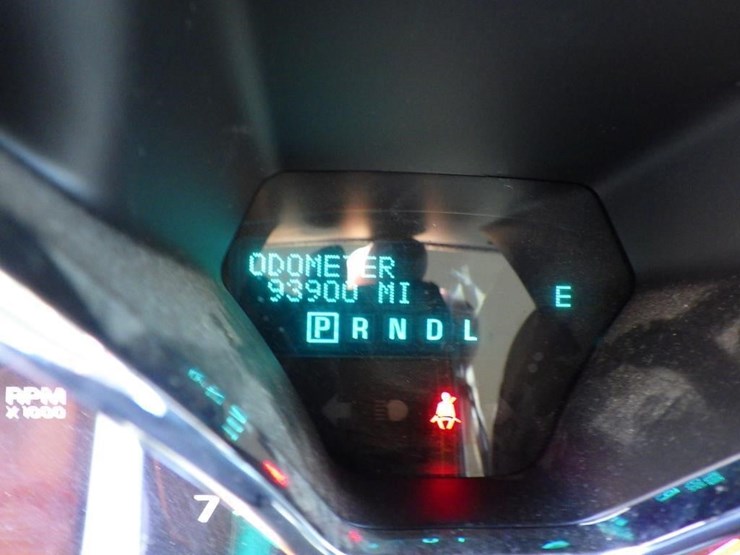 ODOMETER
93900 MI
E
P R N D L
RPM
X 1000
7